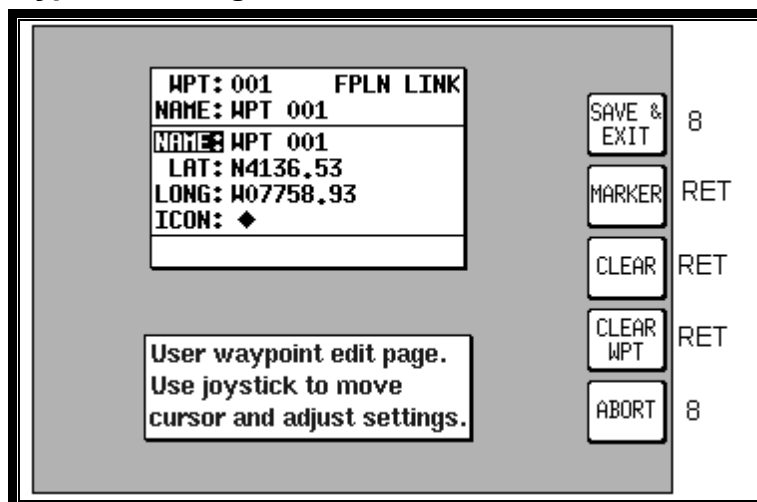 WPT: 001 FPLN LINK
NAME: WPT 001
NAME: WPT 001
LAT: N4136.53
LONG: W07758.93
ICON: ◆
User waypoint edit page.
Use joystick to move
cursor and adjust settings.
SAVE &
EXIT
8
MARKER
RET
CLEAR
RET
CLEAR
WPT
RET
ABORT
8